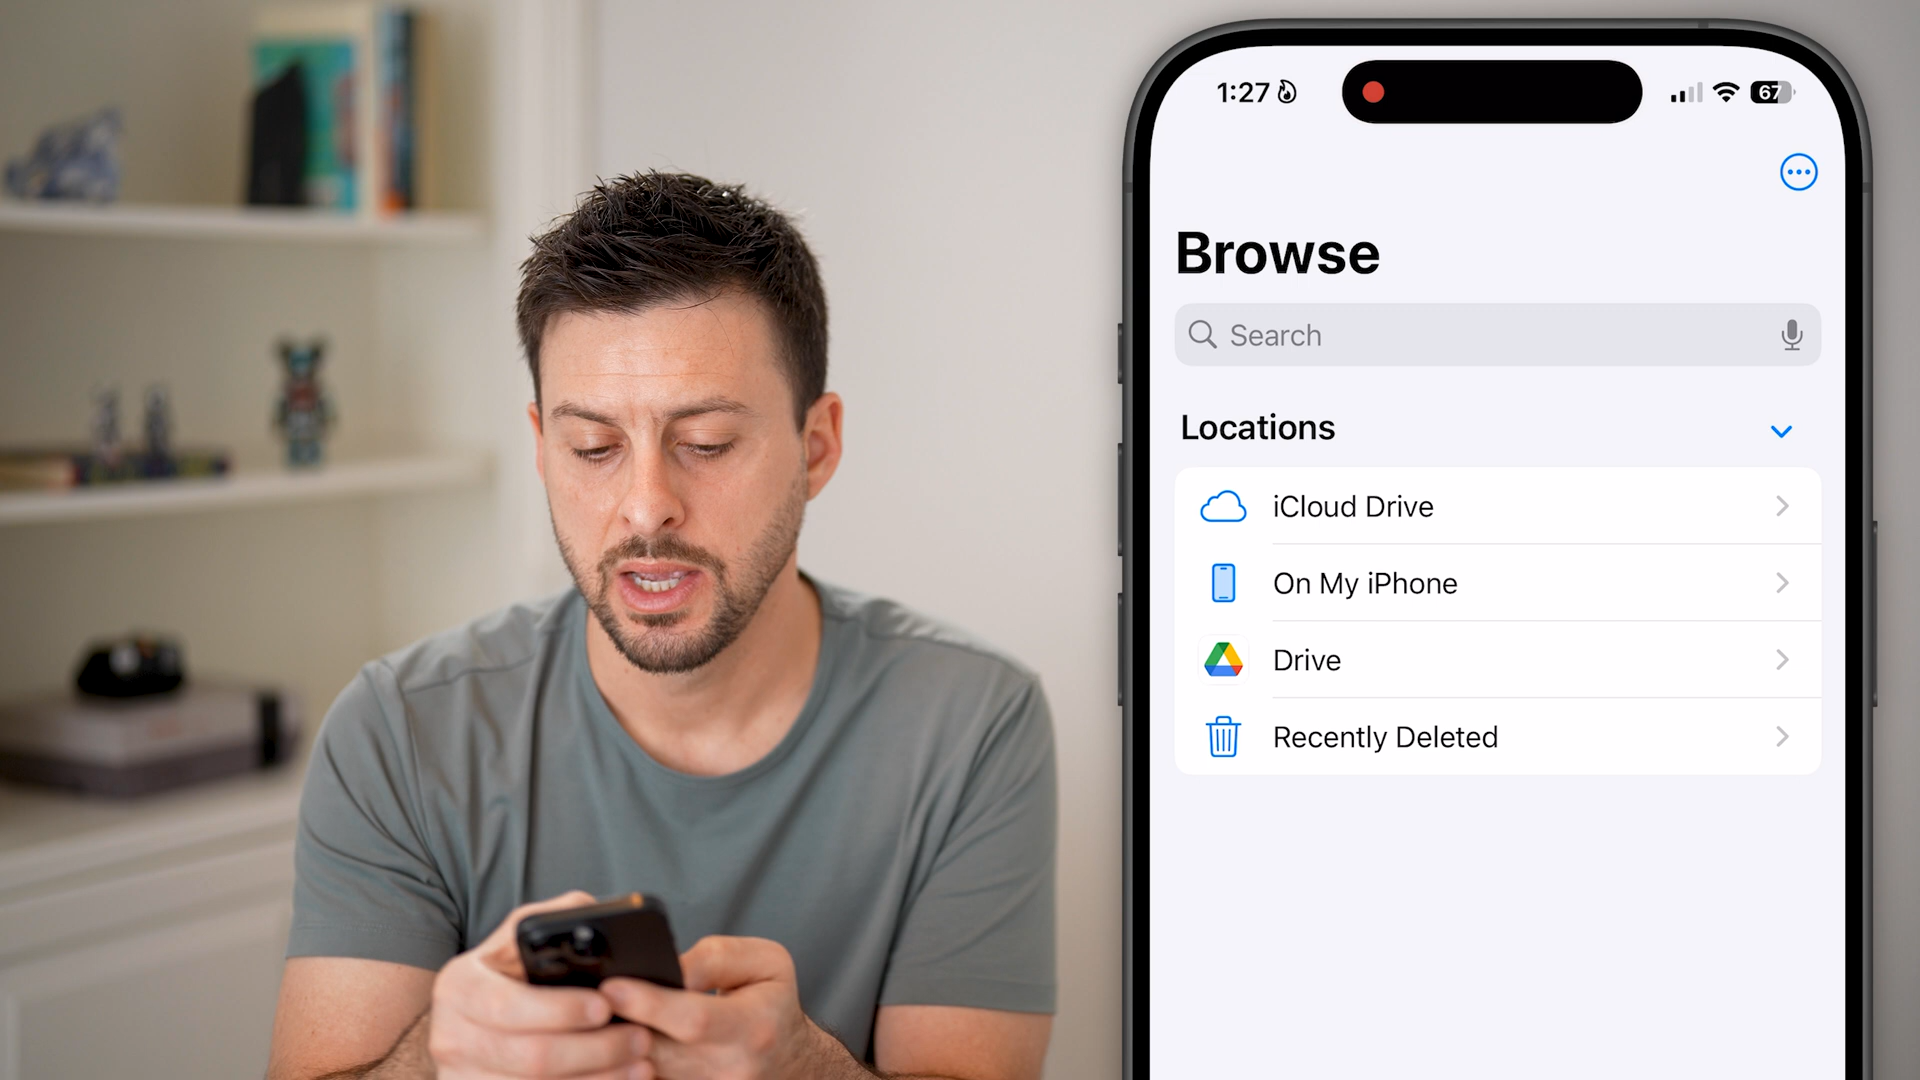 1:27
67
Browse
Search
Locations
iCloud Drive
On My iPhone
Drive
Recently Deleted